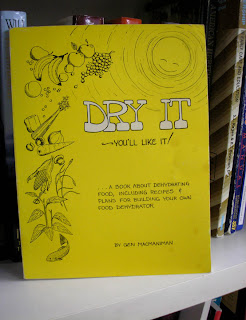 DRY IT
YOU'LL LIKE IT!
... A BOOK ABOUT DEHYDRATING
FOOD, INCLUDING RECIPES &
PLANS FOR BUILDING YOUR OWN
FOOD DEHYDRATOR
BY GEN MACMANIMAN